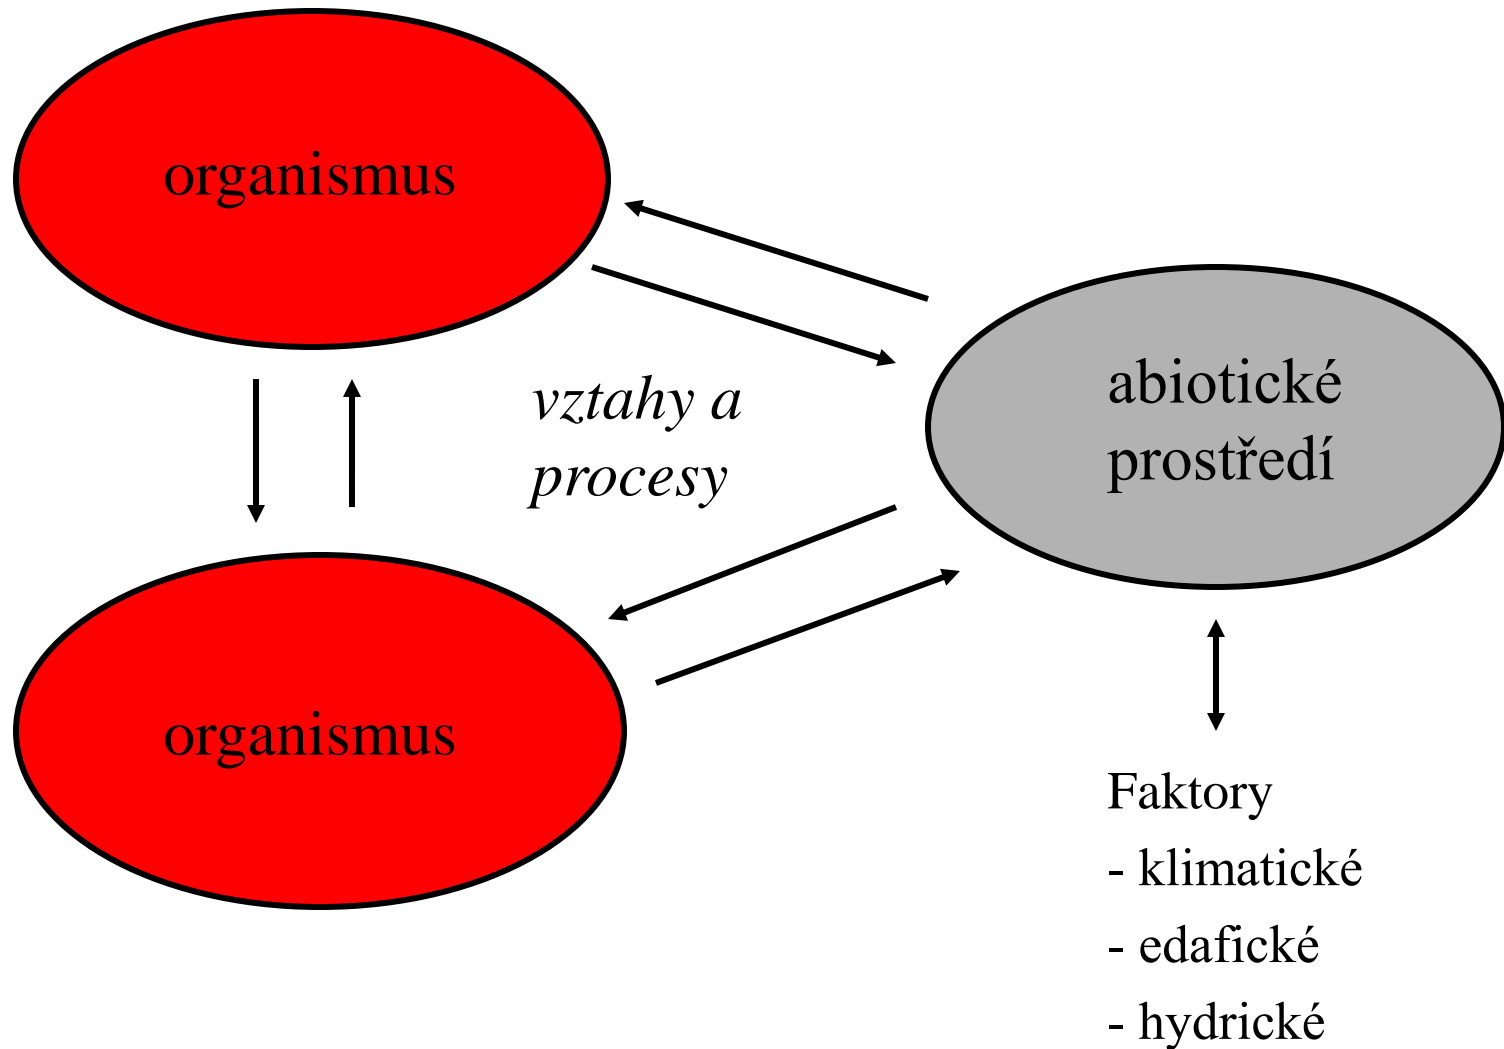 organismus
vztahy a
procesy
abiotické
prostředí
organismus
Faktory
- klimatické
- edafické
- hydrické